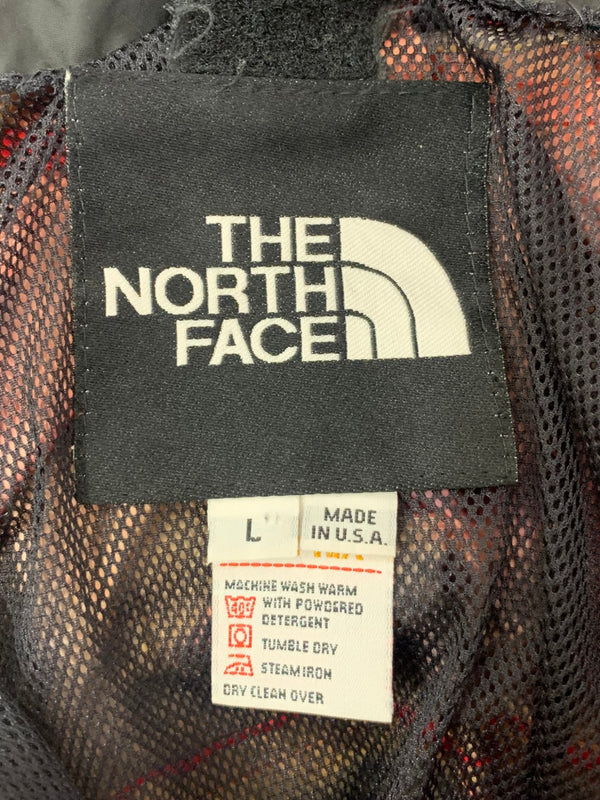 THE
NORTH
FACE
L
MADE
IN U.S.A.
MACHINE WASH WARM
WITH POWDERED
DETERGENT
TUMBLE DRY
STEAM IRON
DRY CLEAN OVER